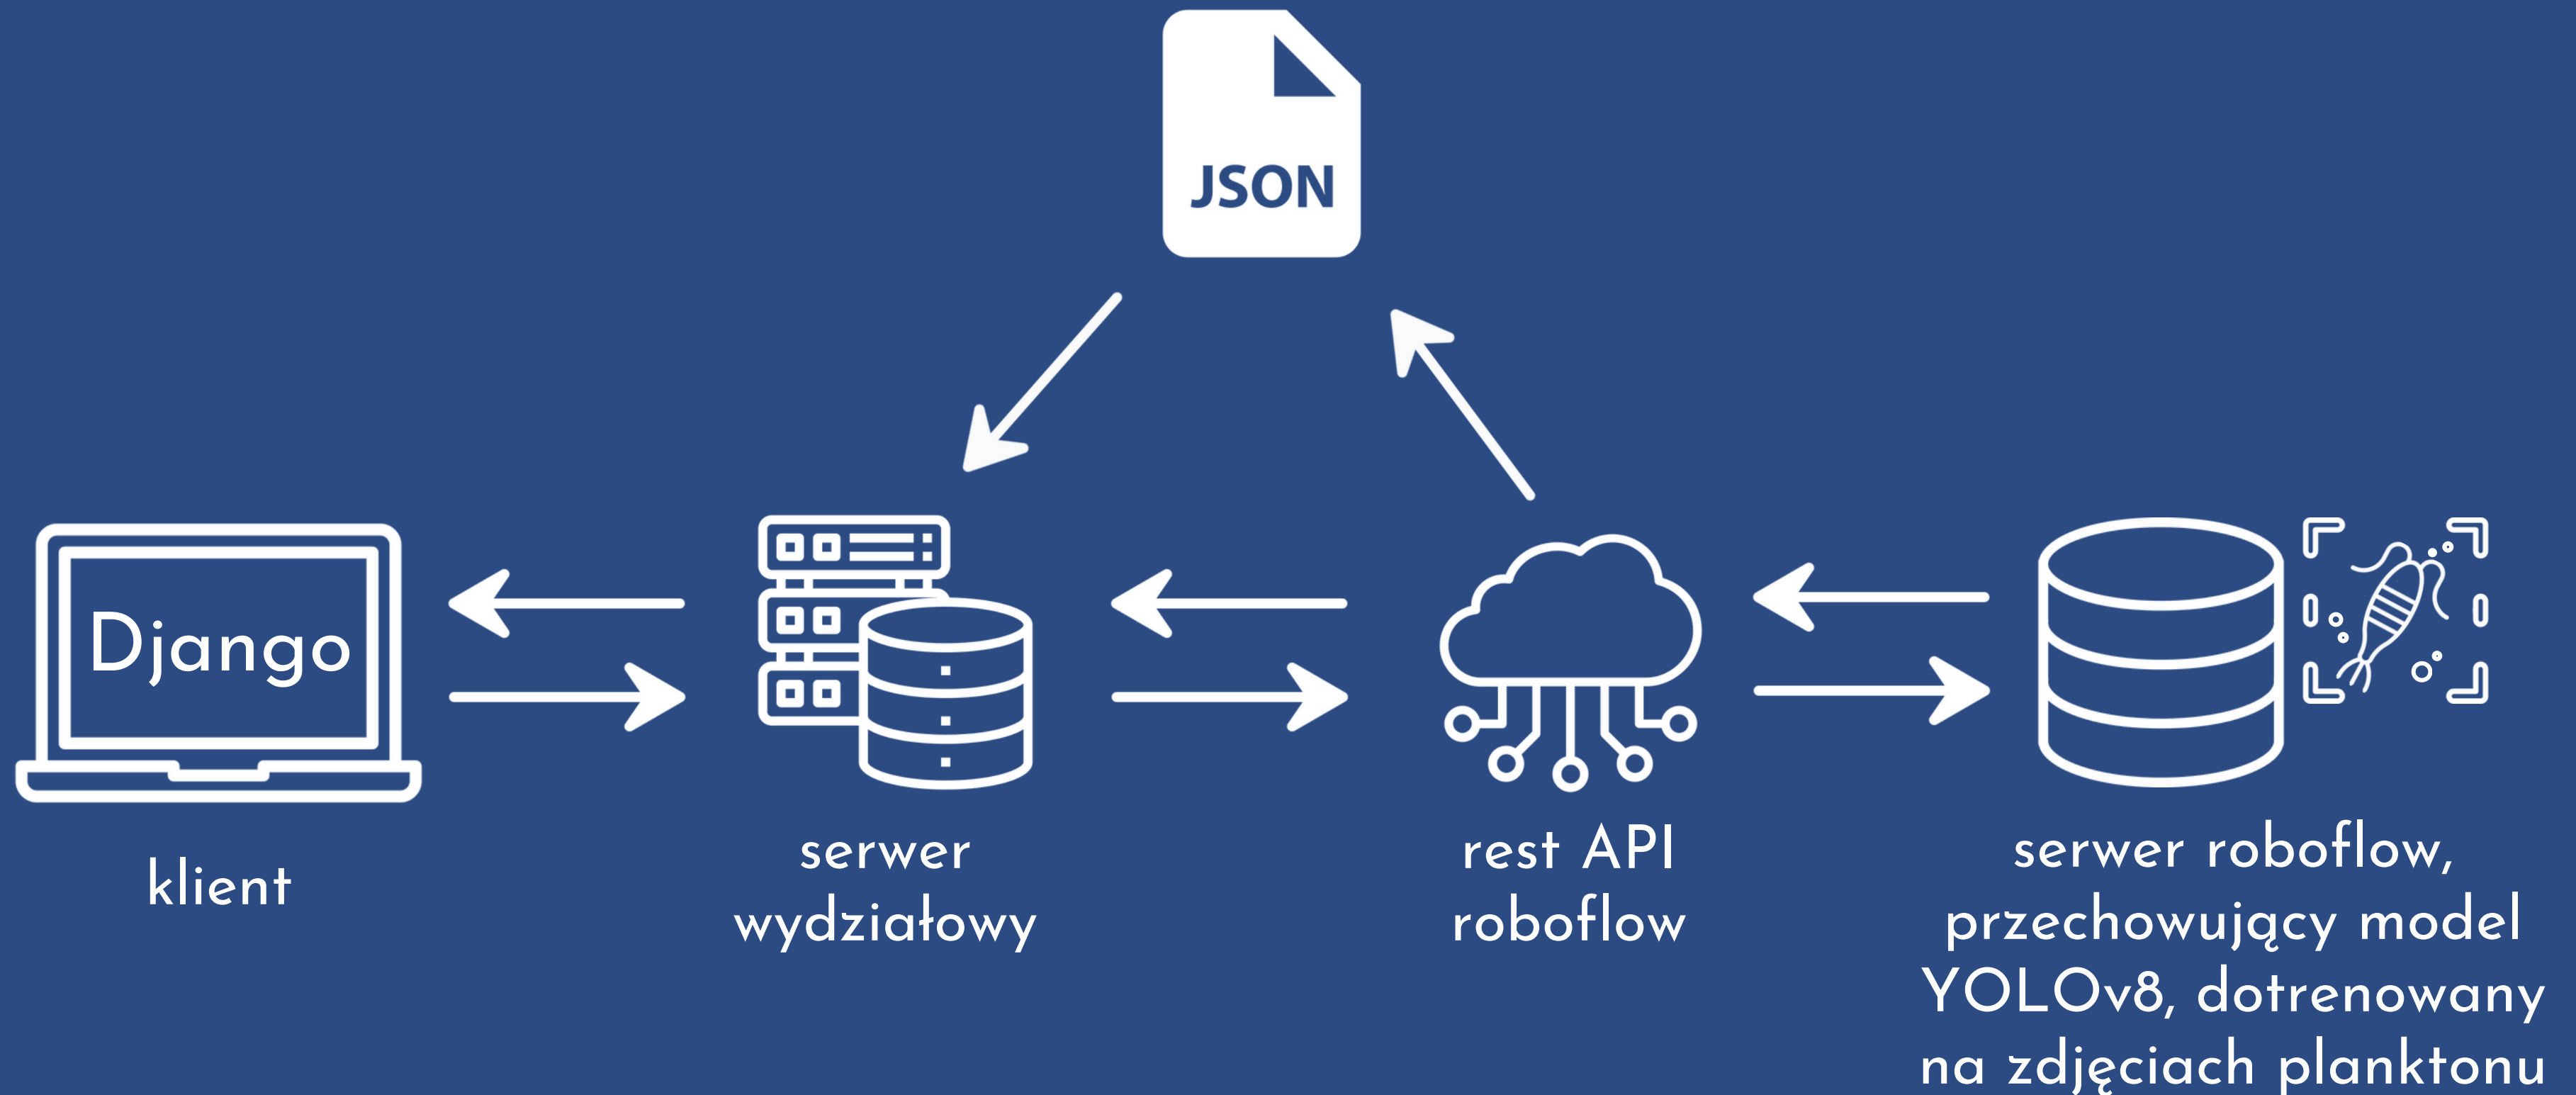 JSON
Django
klient
serwer
wydziałowy
rest API
roboflow
serwer roboflow,
przechowujący model
YOLOv8, dotrenowany
na zdjęciach planktonu